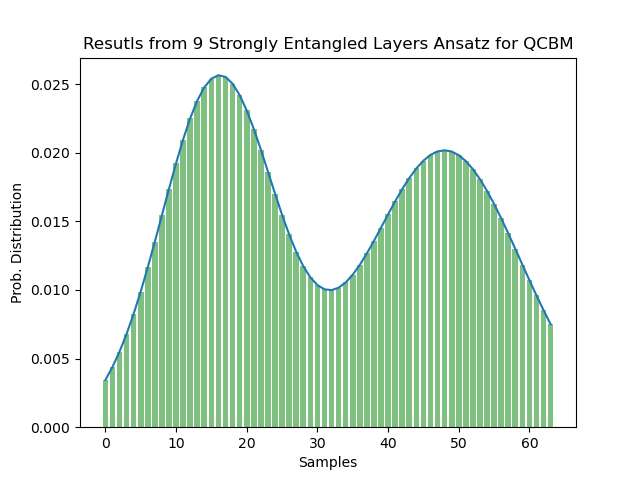 Resutls from 9 Strongly Entangled Layers Ansatz for QCBM
0.025
0.020
0.015
0.010
0.005
0.000
Prob. Distribution
0 10 20 30 40 50 60
Samples